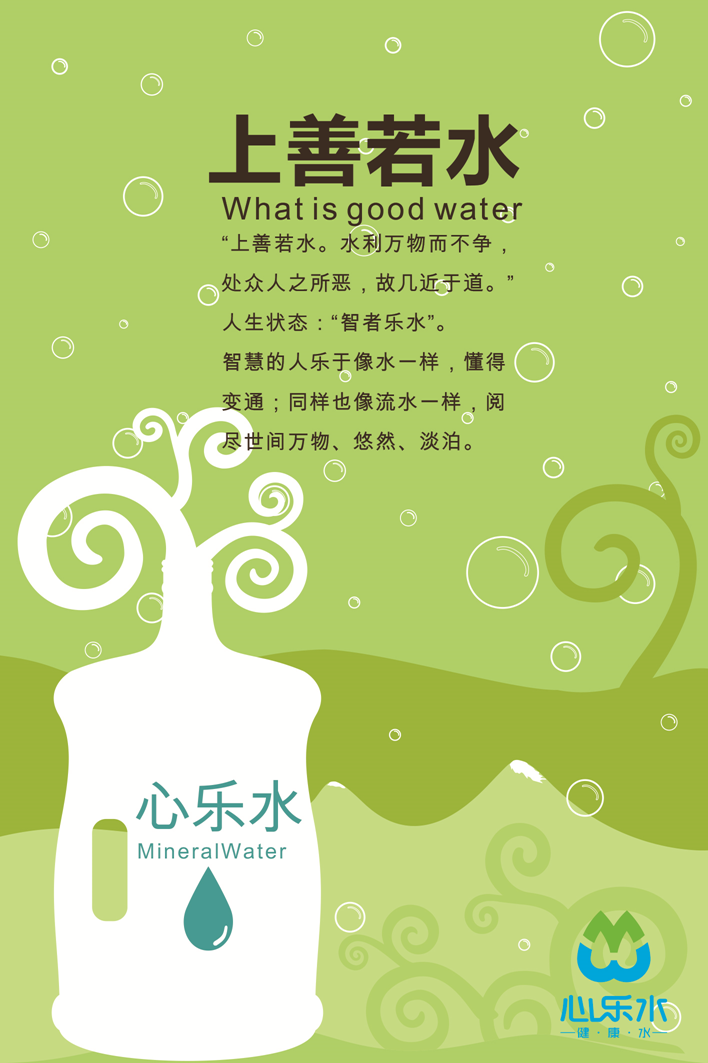 上善若水
What is good water
“上善若水。水利万物而不争，
处众人之所恶，故几近于道。”
人生状态：“智者乐水”。
智慧的人乐于像水一样，懂得
变通；同样也像流水一样，阅
尽世间万物、悠然、淡泊。
心乐水
MineralWater
心乐水
健·康·水